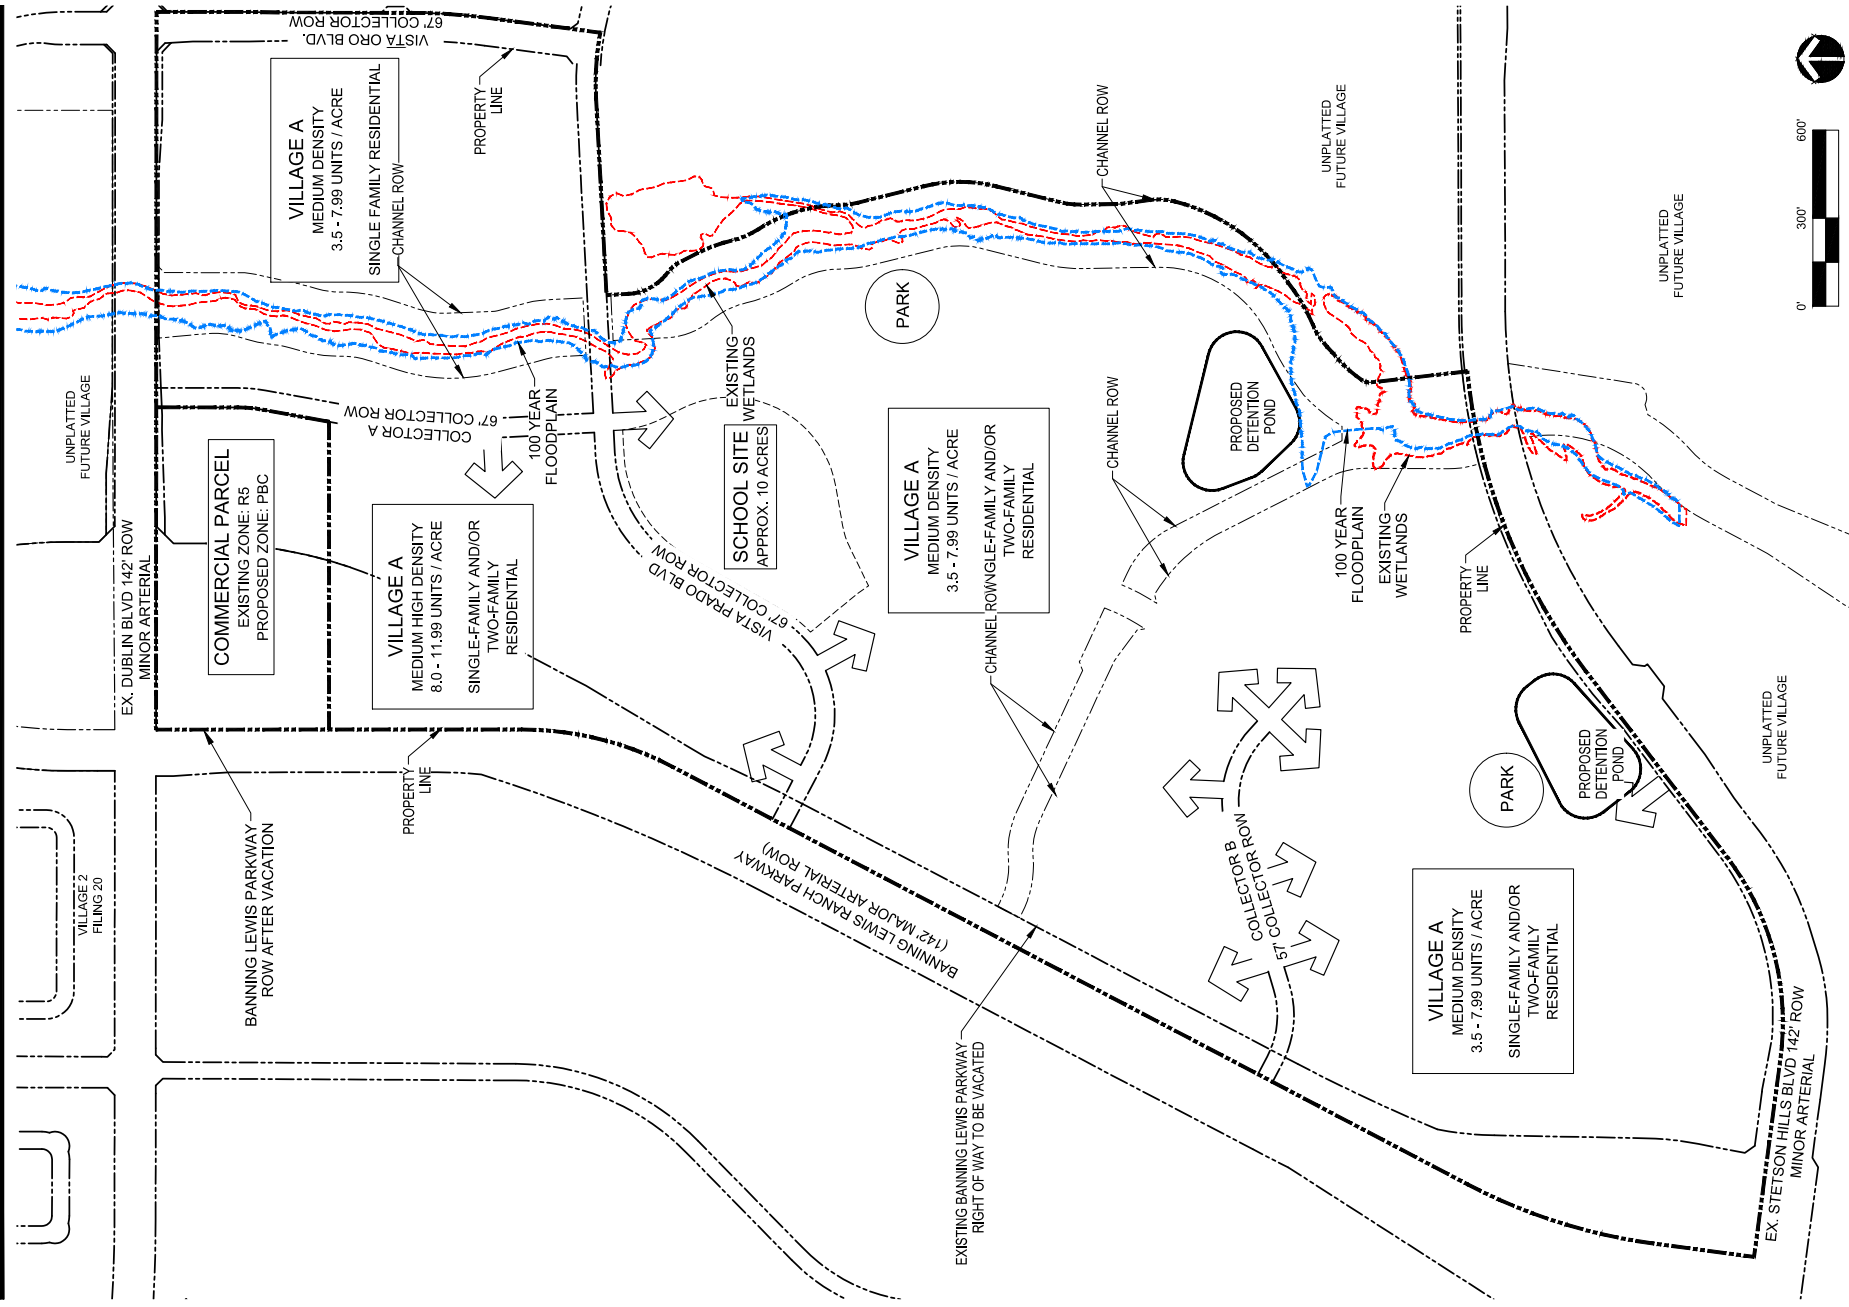 67' COLLECTOR ROW
VISTA ORO BLVD.
VILLAGE A
MEDIUM DENSITY
3.5 - 7.99 UNITS / ACRE
SINGLE FAMILY RESIDENTIAL
CHANNEL ROW
PROPERTY
LINE
CHANNEL ROW
UNPLATTED
FUTURE VILLAGE
UNPLATTED
FUTURE VILLAGE
0'
300'
600'
UNPLATTED
FUTURE VILLAGE
EX. DUBLIN BLVD 142' ROW
MINOR ARTERIAL
COMMERCIAL PARCEL
EXISTING ZONE: R5
PROPOSED ZONE: PBC
COLLECTOR A
67' COLLECTOR ROW
100 YEAR
FLOODPLAIN
VILLAGE A
MEDIUM HIGH DENSITY
8.0 - 11.99 UNITS / ACRE
SINGLE-FAMILY AND/OR
TWO-FAMILY
RESIDENTIAL
EXISTING
WETLANDS
SCHOOL SITE
APPROX. 10 ACRES
VISTA PRADO BLVD
67' COLLECTOR ROW
PARK
VILLAGE A
MEDIUM DENSITY
3.5 - 7.99 UNITS / ACRE
NGLE-FAMILY AND/OR
TWO-FAMILY
RESIDENTIAL
CHANNEL ROW
CHANNEL ROW
PROPOSED
DETENTION
POND
100 YEAR
FLOODPLAIN
EXISTING
WETLANDS
PROPERTY
LINE
UNPLATTED
FUTURE VILLAGE
PARK
PROPOSED
DETENTION
POND
VILLAGE 2
FILING 20
BANNING LEWIS PARKWAY
ROW AFTER VACATION
PROPERTY
LINE
BANNING LEWIS RANCH PARKWAY
(142' MAJOR ARTERIAL ROW)
EXISTING BANNING LEWIS PARKWAY
RIGHT OF WAY TO BE VACATED
COLLECTOR B
57' COLLECTOR ROW
VILLAGE A
MEDIUM DENSITY
3.5 - 7.99 UNITS / ACRE
SINGLE-FAMILY AND/OR
TWO-FAMILY
RESIDENTIAL
EX. STETSON HILLS BLVD 142' ROW
MINOR ARTERIAL